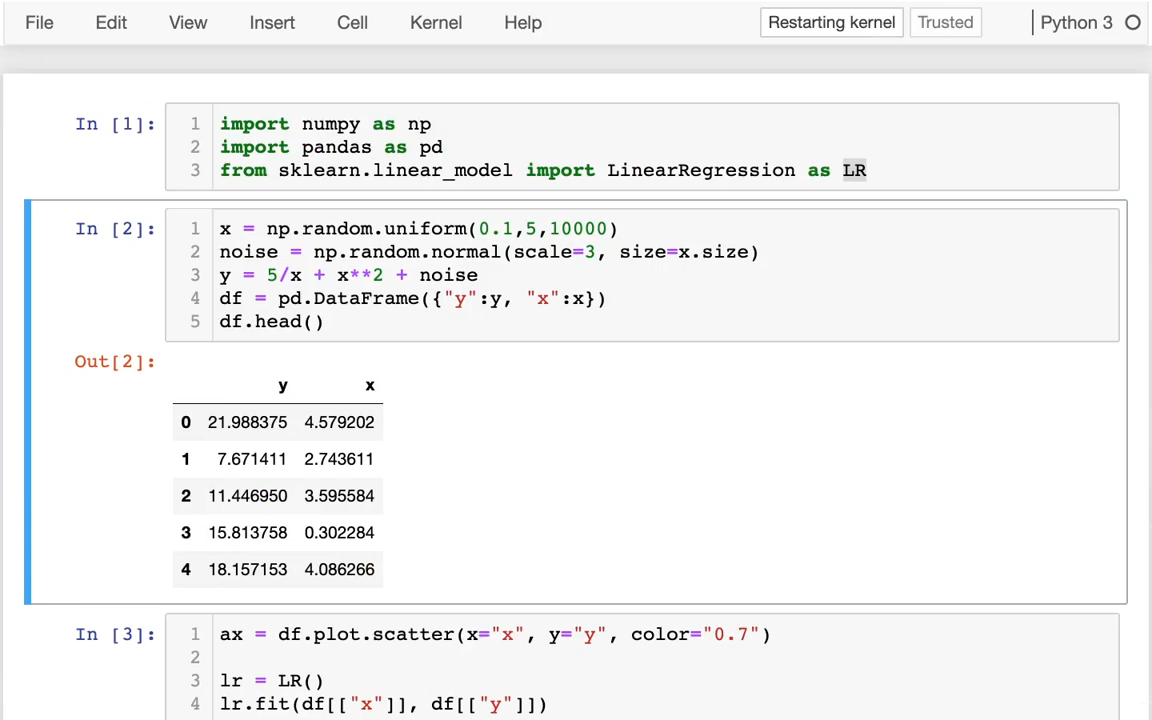 File Edit View Insert Cell Kernel Help Restarting kernel Trusted Python 3
In [1]:
1 import numpy as np
2 import pandas as pd
3 from sklearn.linear_model import LinearRegression as LR
In [2]:
1 x = np.random.uniform(0.1,5,10000)
2 noise = np.random.normal(scale=3, size=x.size)
3 y = 5/x + x**2 + noise
4 df = pd.DataFrame({"y":y, "x":x})
5 df.head()
Out[2]:
y x
0 21.988375 4.579202
1 7.671411 2.743611
2 11.446950 3.595584
3 15.813758 0.302284
4 18.157153 4.086266
In [3]:
1 ax = df.plot.scatter(x="x", y="y", color="0.7")
2
3 lr = LR()
4 lr.fit(df[["x"]], df[["y"]])